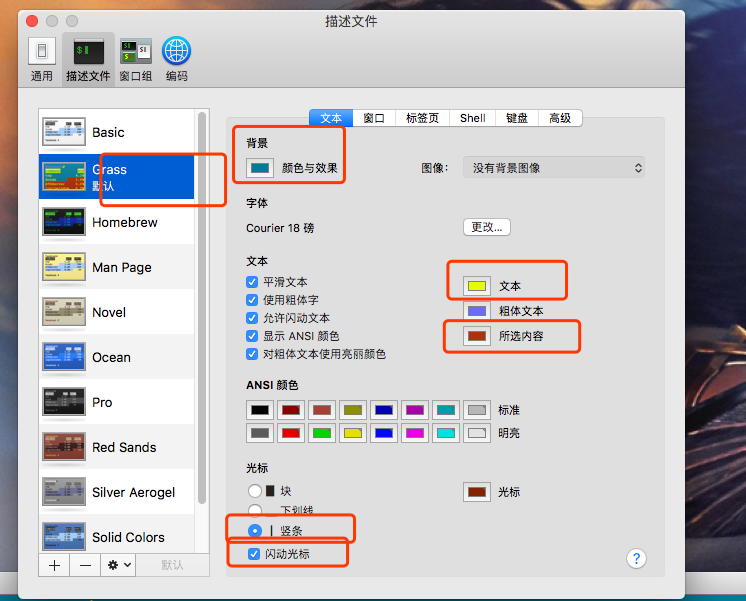 描述文件
通用 描述文件 窗口组 编码
文本 窗口 标签页 Shell 键盘 高级
Basic
Grass
默认
Homebrew
Man Page
Novel
Ocean
Pro
Red Sands
Silver Aerogel
Solid Colors
默认
背景
颜色与效果 图像： 没有背景图像
字体
Courier 18 磅 更改...
文本
平滑文本 文本
使用粗体字 粗体文本
允许闪动文本
显示 ANSI 颜色 所选内容
对粗体文本使用亮丽颜色
ANSI 颜色
标准
明亮
光标
块 光标
下划线
竖条
闪动光标
?